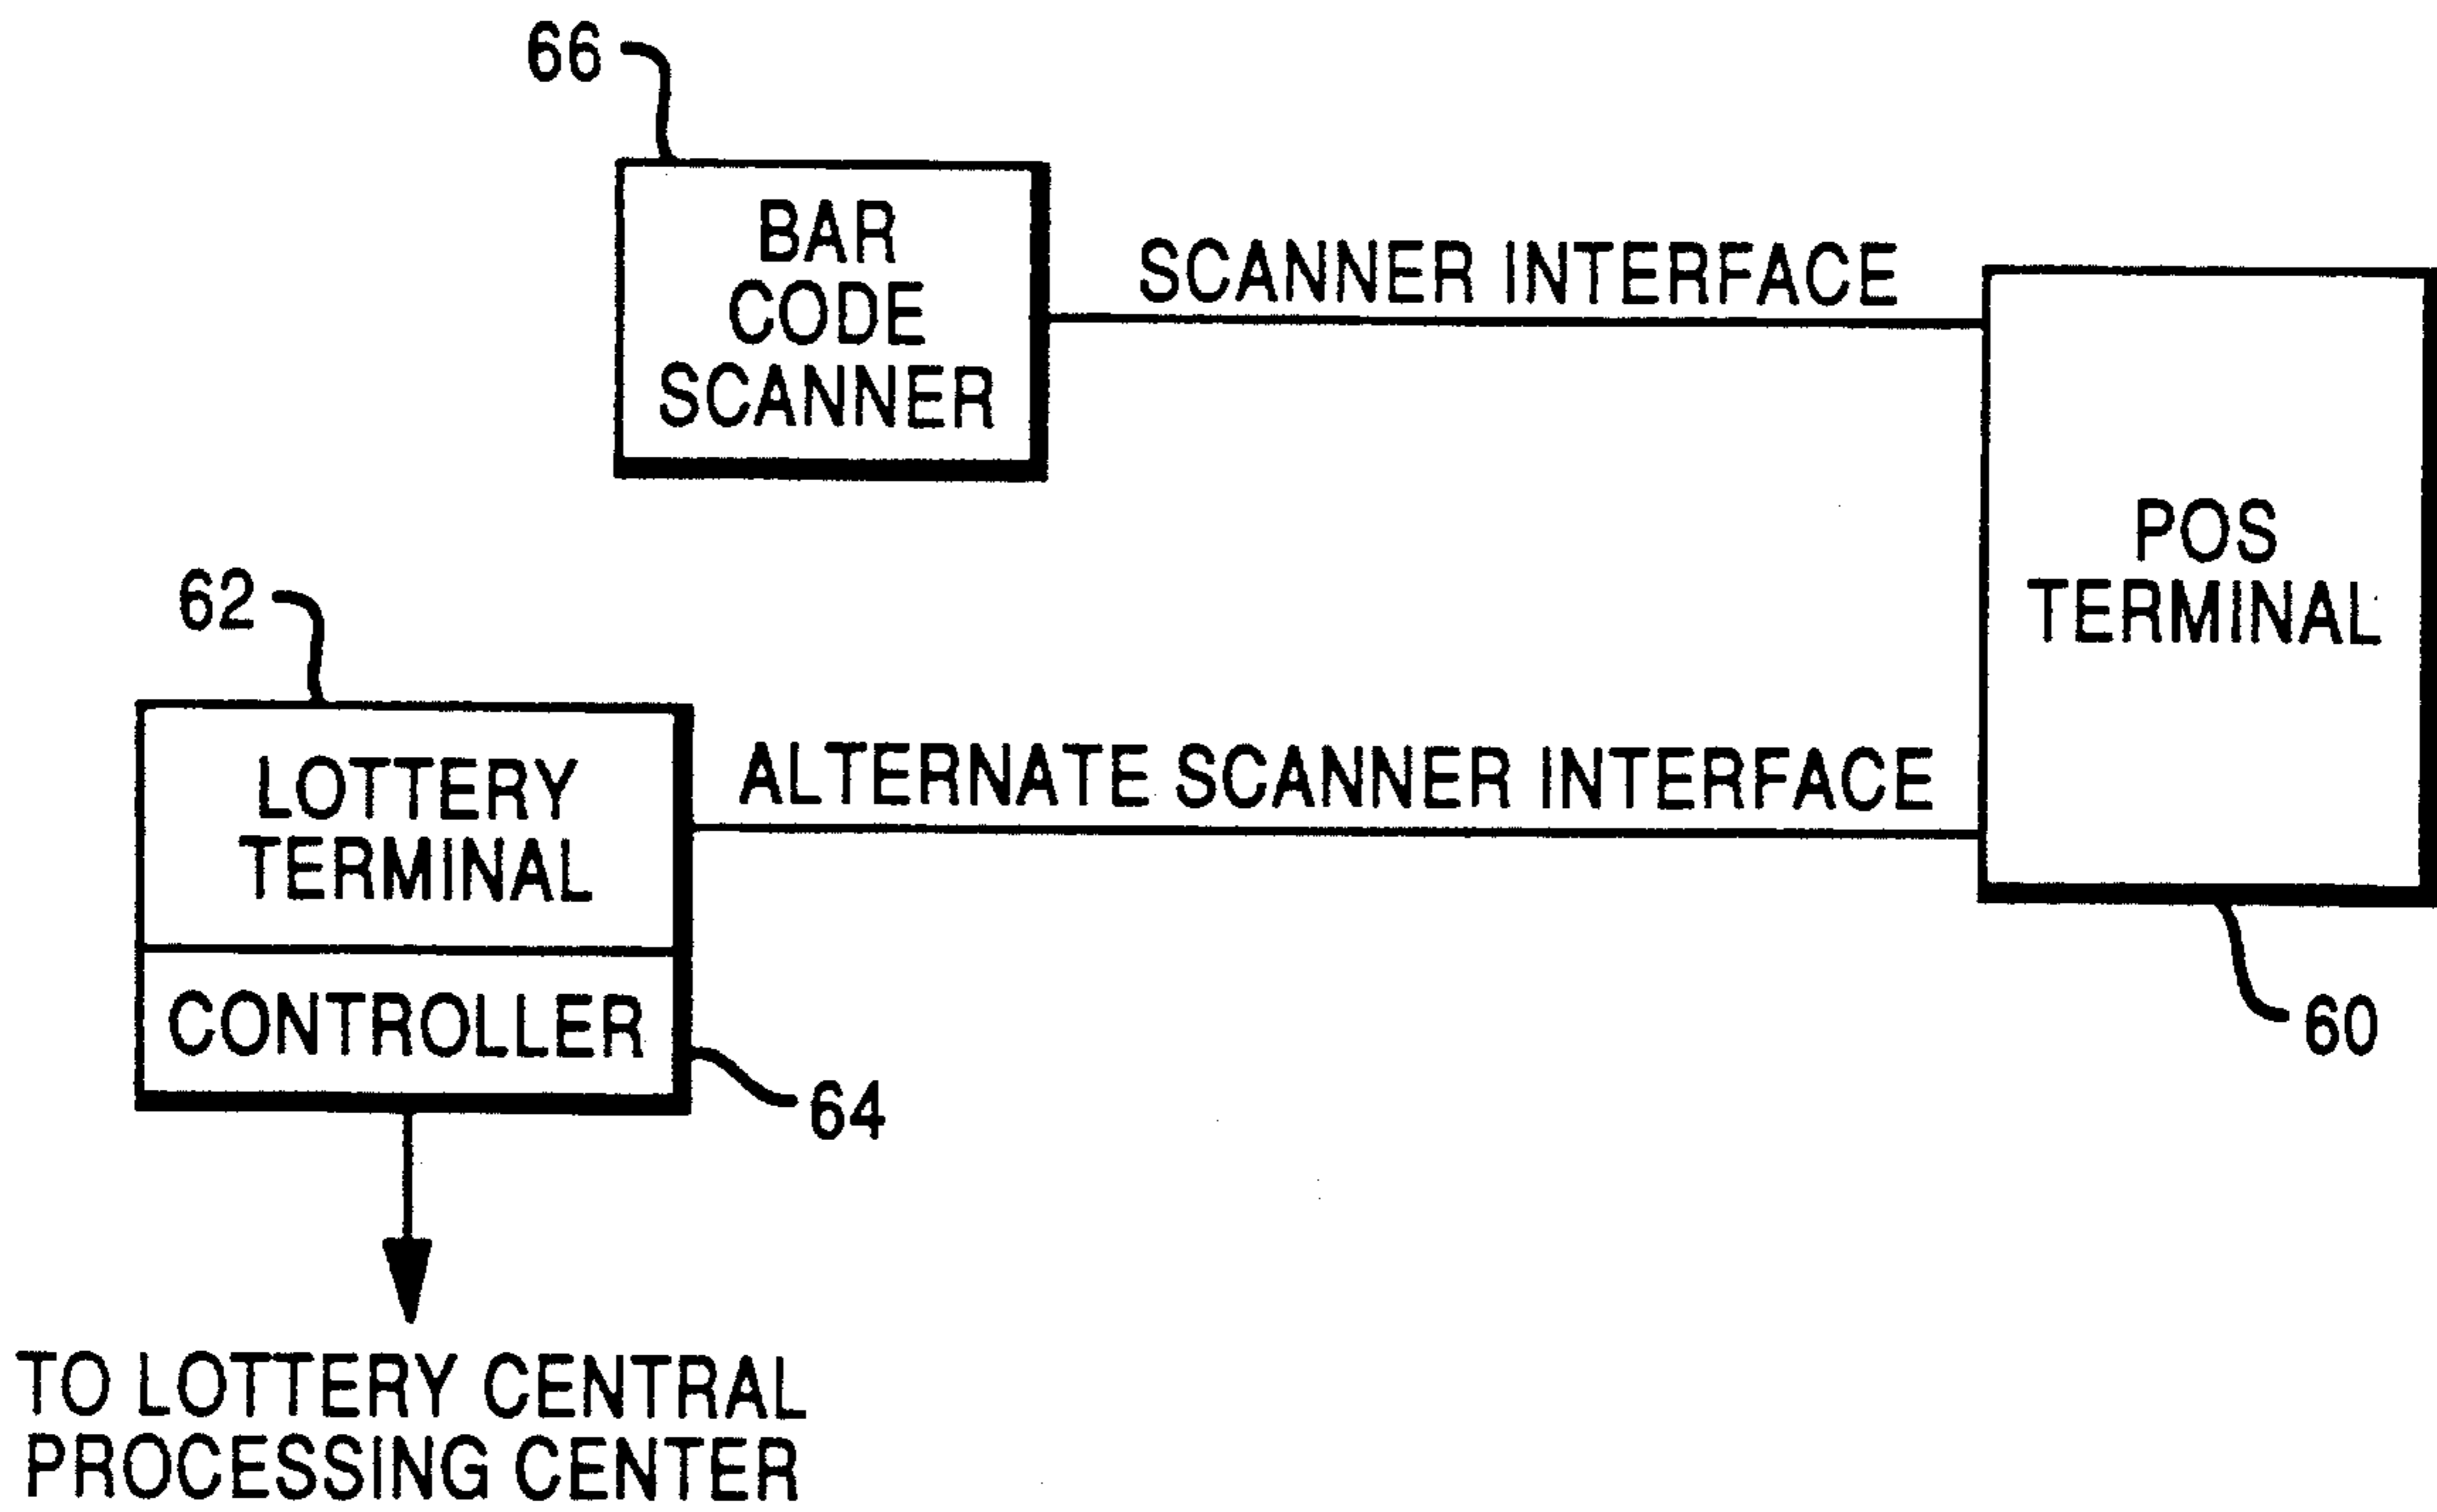 66
BAR
CODE
SCANNER
SCANNER INTERFACE
POS
TERMINAL
62
LOTTERY
TERMINAL
ALTERNATE SCANNER INTERFACE
CONTROLLER
60
64
TO LOTTERY CENTRAL
PROCESSING CENTER